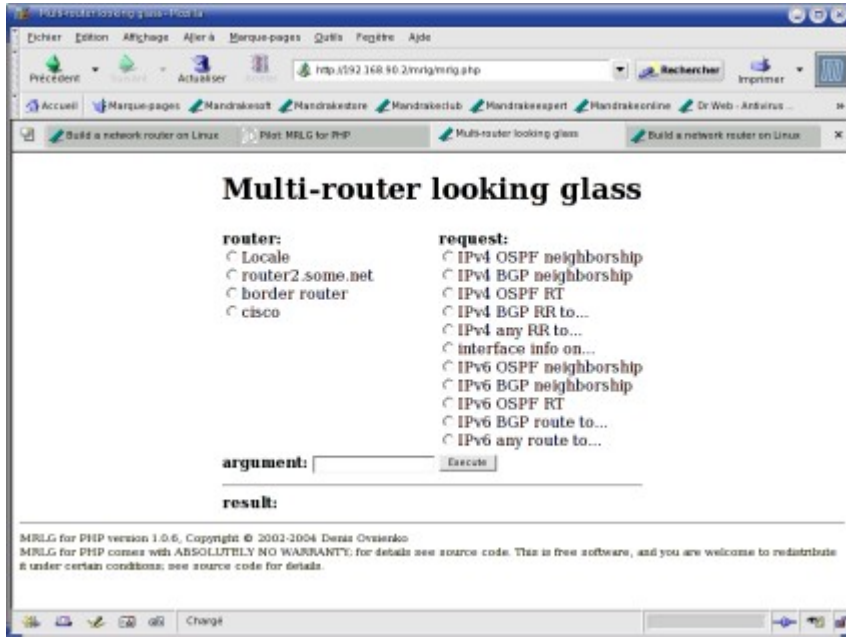 Multi-router looking glass - Mozilla
Fichier Edition Affichage Aller à Marque-pages Outils Fenêtre Aide
Précédent Suivant Actualiser http://192.168.90.2/mrlg/mrlg.php Rechercher Imprimer
Accueil Marque-pages Mandrakesoft Mandrakestore Mandrakeclub Mandrakeexpert Mandrakeonline Dr Web - Antivirus ...
Build a network router on Linux Pilot: MRLG for PHP Multi-router looking glass Build a network router on Linux
Multi-router looking glass
router:
Locale
router2.some.net
border router
cisco
request:
IPv4 OSPF neighborship
IPv4 BGP neighborship
IPv4 OSPF RT
IPv4 BGP RR to...
IPv4 any RR to...
interface info on...
IPv6 OSPF neighborship
IPv6 BGP neighborship
IPv6 OSPF RT
IPv6 BGP route to...
IPv6 any route to...
argument: Execute
result:
MRLG for PHP version 1.0.6, Copyright © 2002-2004 Denis Ovsienko
MRLG for PHP comes with ABSOLUTELY NO WARRANTY; for details see source code. This is free software, and you are welcome to redistribute
it under certain conditions; see source code for details.
Chargé